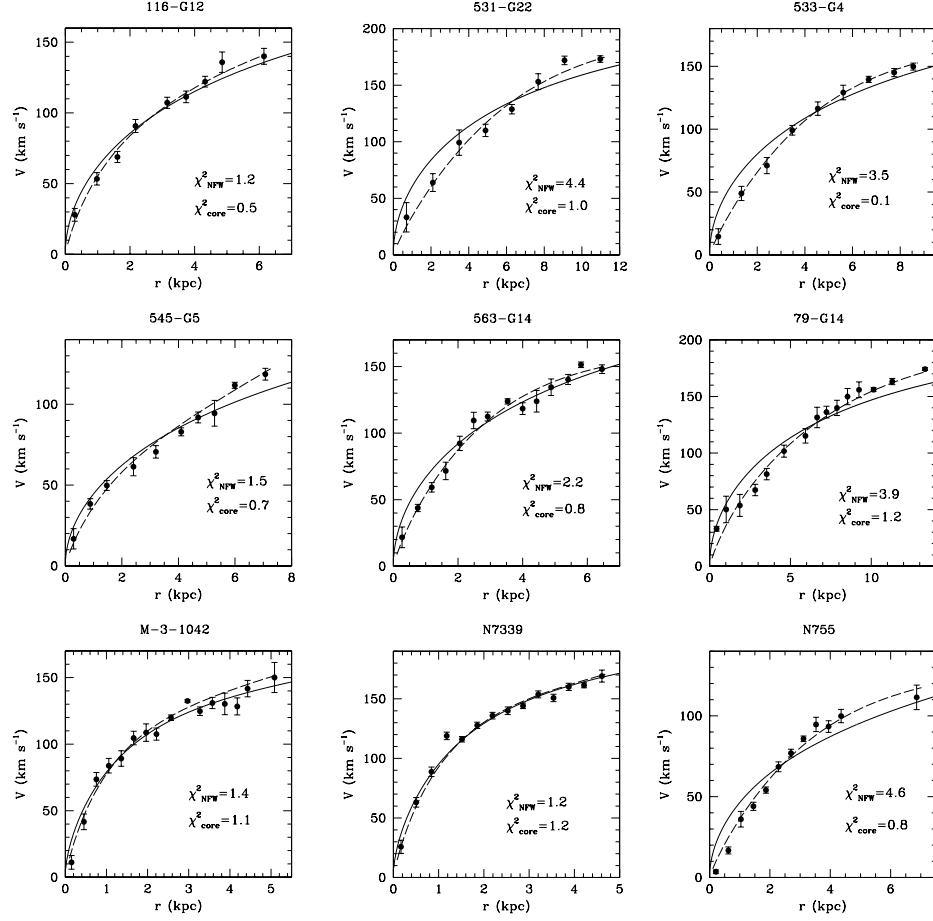 116-G12
531-G22
533-G4
150
100
50
0
V (km s⁻¹)
χ²NFW=1.2
χ²core=0.5
0 2 4 6
r (kpc)
200
150
100
50
0
V (km s⁻¹)
χ²NFW=4.4
χ²core=1.0
0 2 4 6 8 10 12
r (kpc)
200
150
100
50
0
V (km s⁻¹)
χ²NFW=3.5
χ²core=0.1
0 2 4 6 8
r (kpc)
545-G5
563-G14
79-G14
100
50
0
V (km s⁻¹)
χ²NFW=1.5
χ²core=0.7
0 2 4 6 8
r (kpc)
150
100
50
0
V (km s⁻¹)
χ²NFW=2.2
χ²core=0.8
0 2 4 6
r (kpc)
200
150
100
50
0
V (km s⁻¹)
χ²NFW=3.9
χ²core=1.2
0 5 10
r (kpc)
M-3-1042
N7339
N755
150
100
50
0
V (km s⁻¹)
χ²NFW=1.4
χ²core=1.1
0 1 2 3 4 5
r (kpc)
150
100
50
0
V (km s⁻¹)
χ²NFW=1.2
χ²core=1.2
0 1 2 3 4 5
r (kpc)
100
50
0
V (km s⁻¹)
χ²NFW=4.6
χ²core=0.8
0 2 4 6
r (kpc)